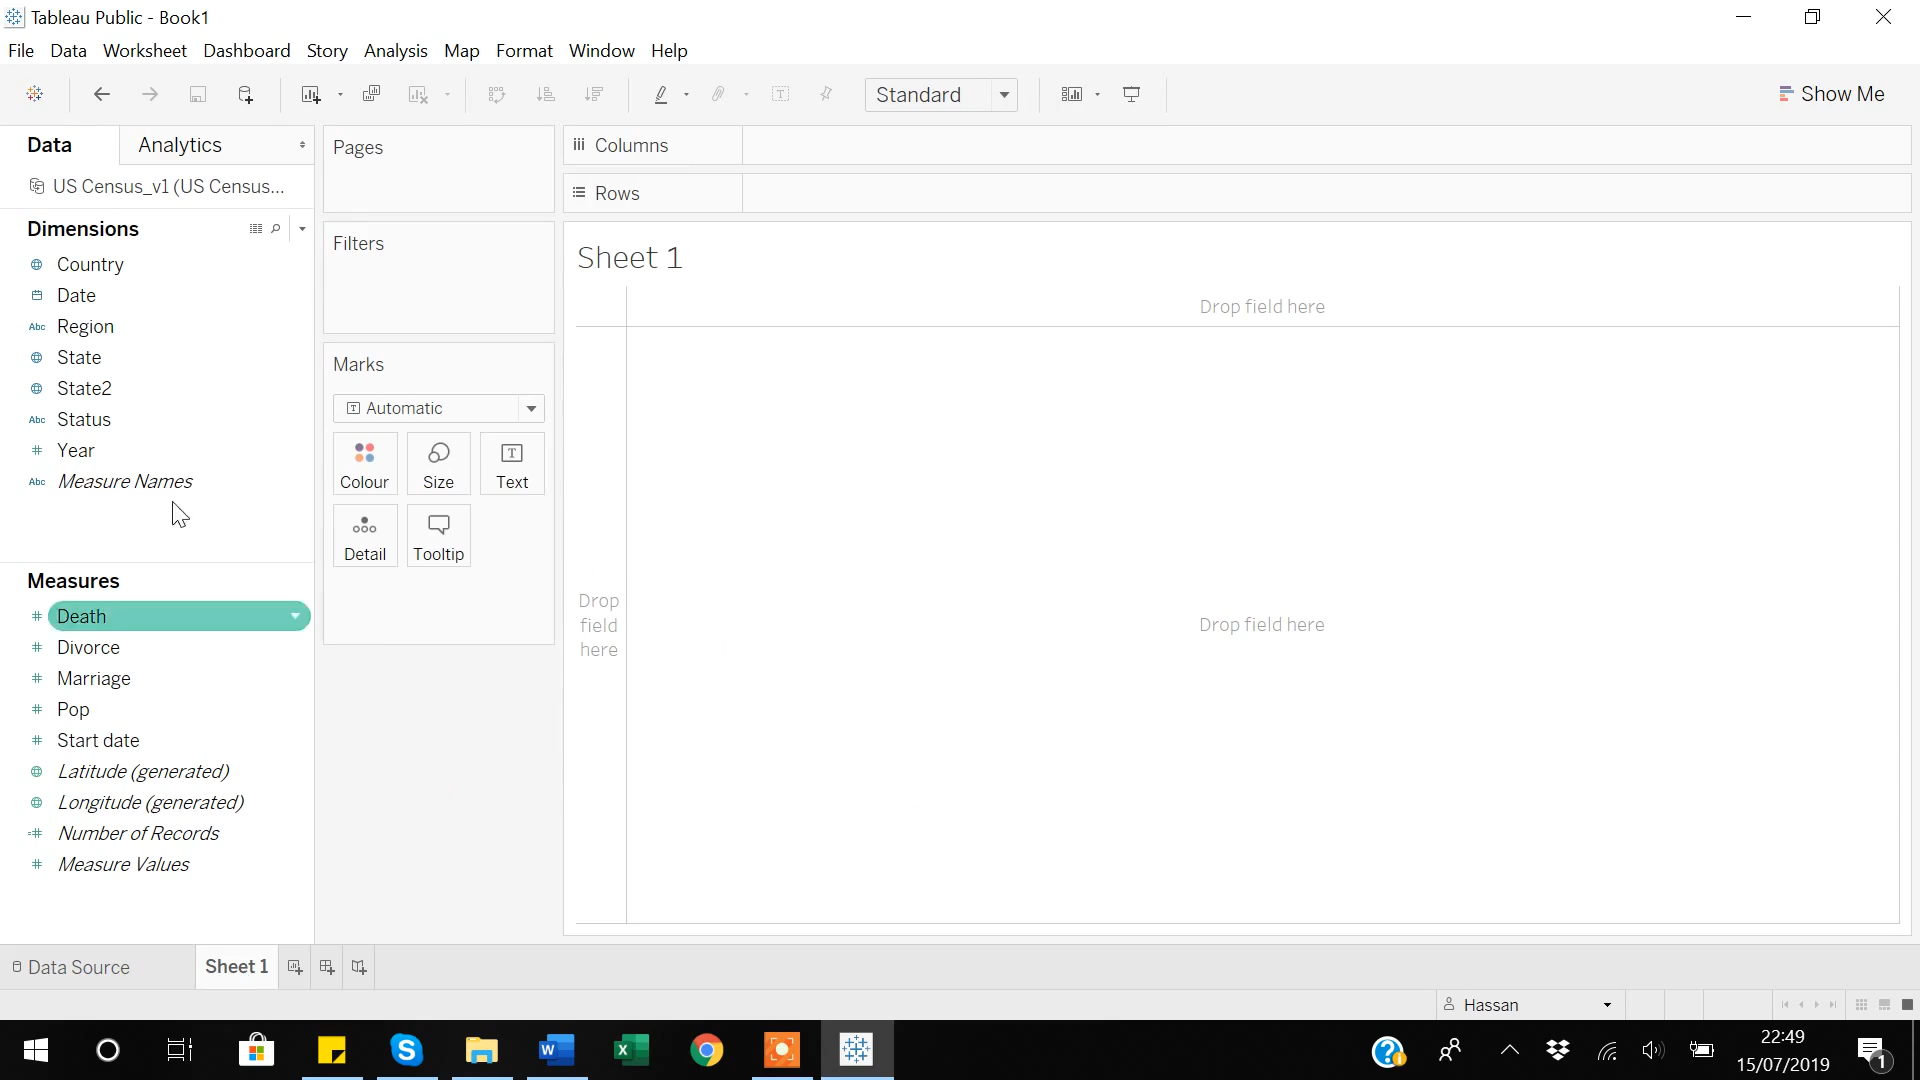 Tableau Public - Book1
File Data Worksheet Dashboard Story Analysis Map Format Window Help
Standard
Show Me
Data
Analytics
US Census_v1 (US Census...
Dimensions
Country
Date
Abc Region
State
State2
Abc Status
# Year
Abc Measure Names
Measures
# Death
# Divorce
# Marriage
# Pop
# Start date
Latitude (generated)
Longitude (generated)
=# Number of Records
# Measure Values
Pages
Filters
Marks
T Automatic
Colour
Size
T
Text
Detail
Tooltip
Columns
Rows
Sheet 1
Drop field here
Drop
field
here
Drop field here
Data Source
Sheet 1
Hassan
22:49
15/07/2019
1